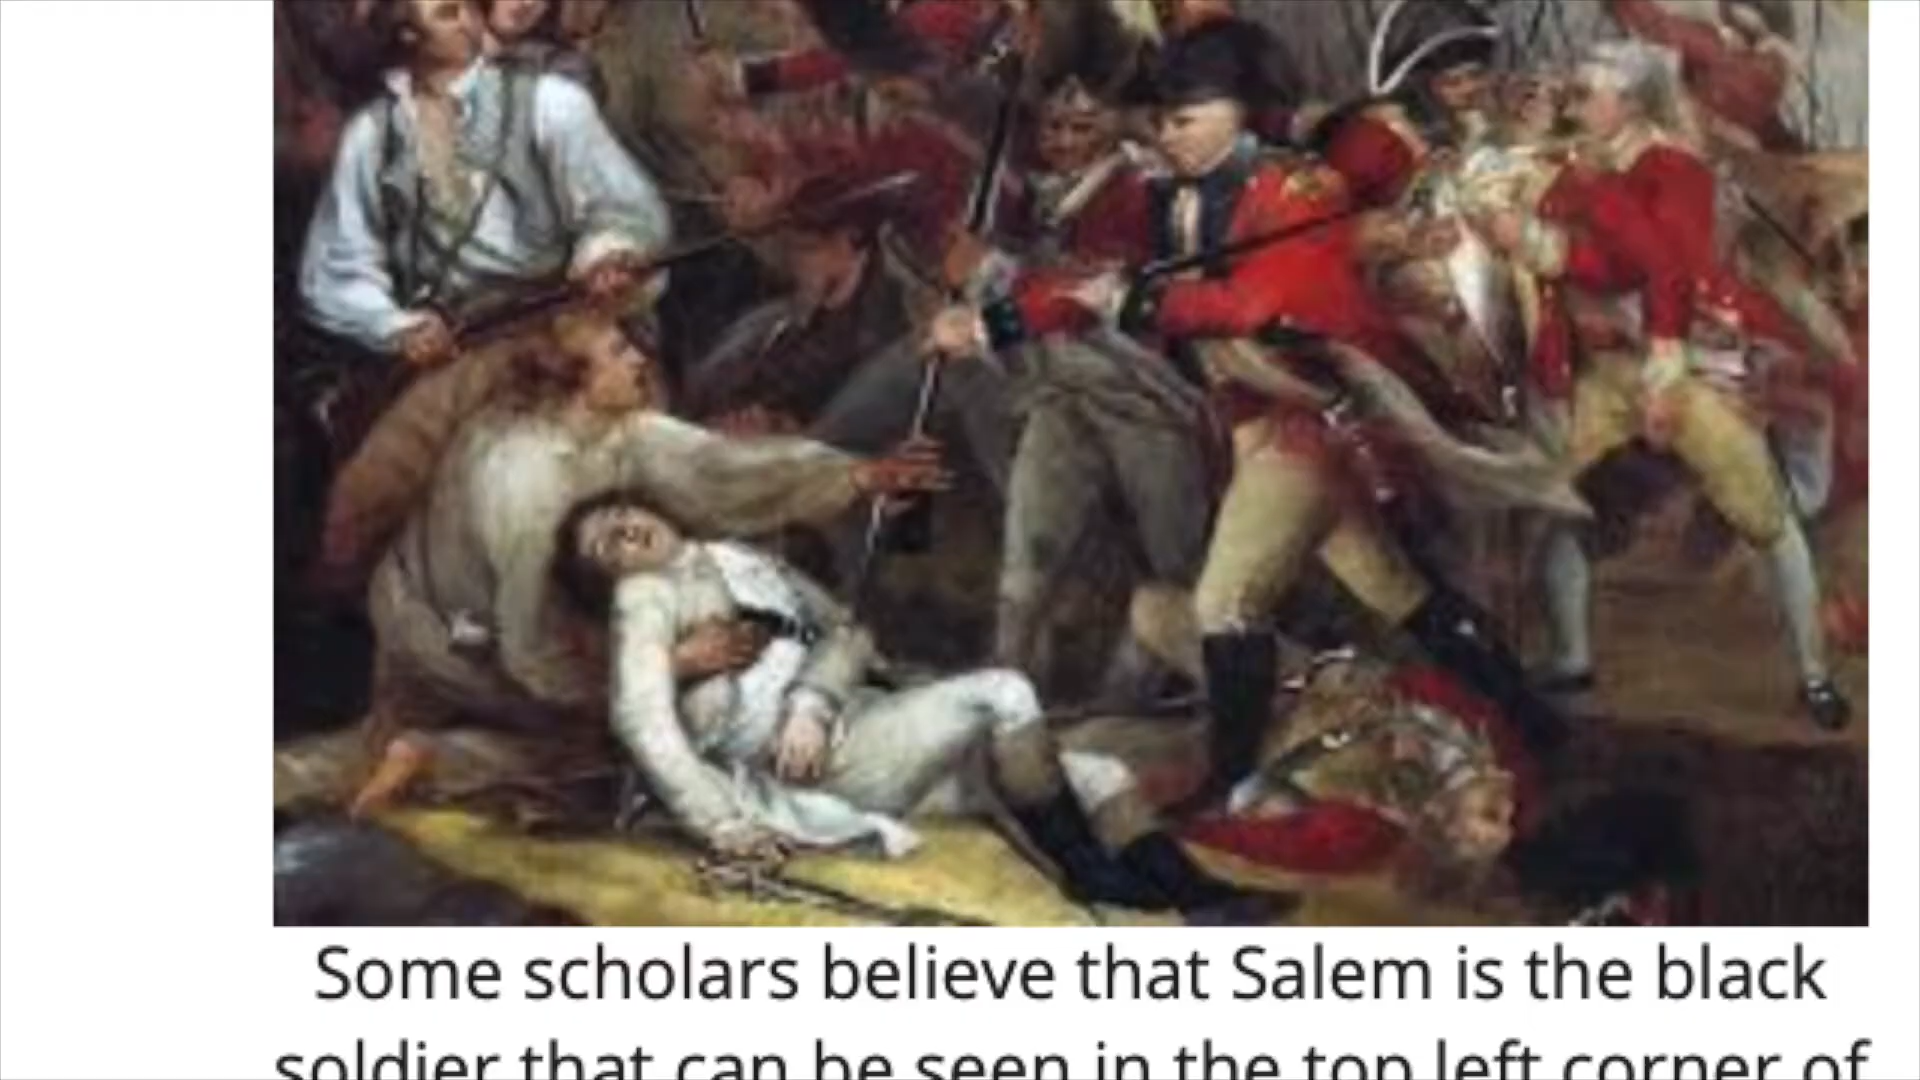 Some scholars believe that Salem is the black
soldier that can be seen in the top left corner of